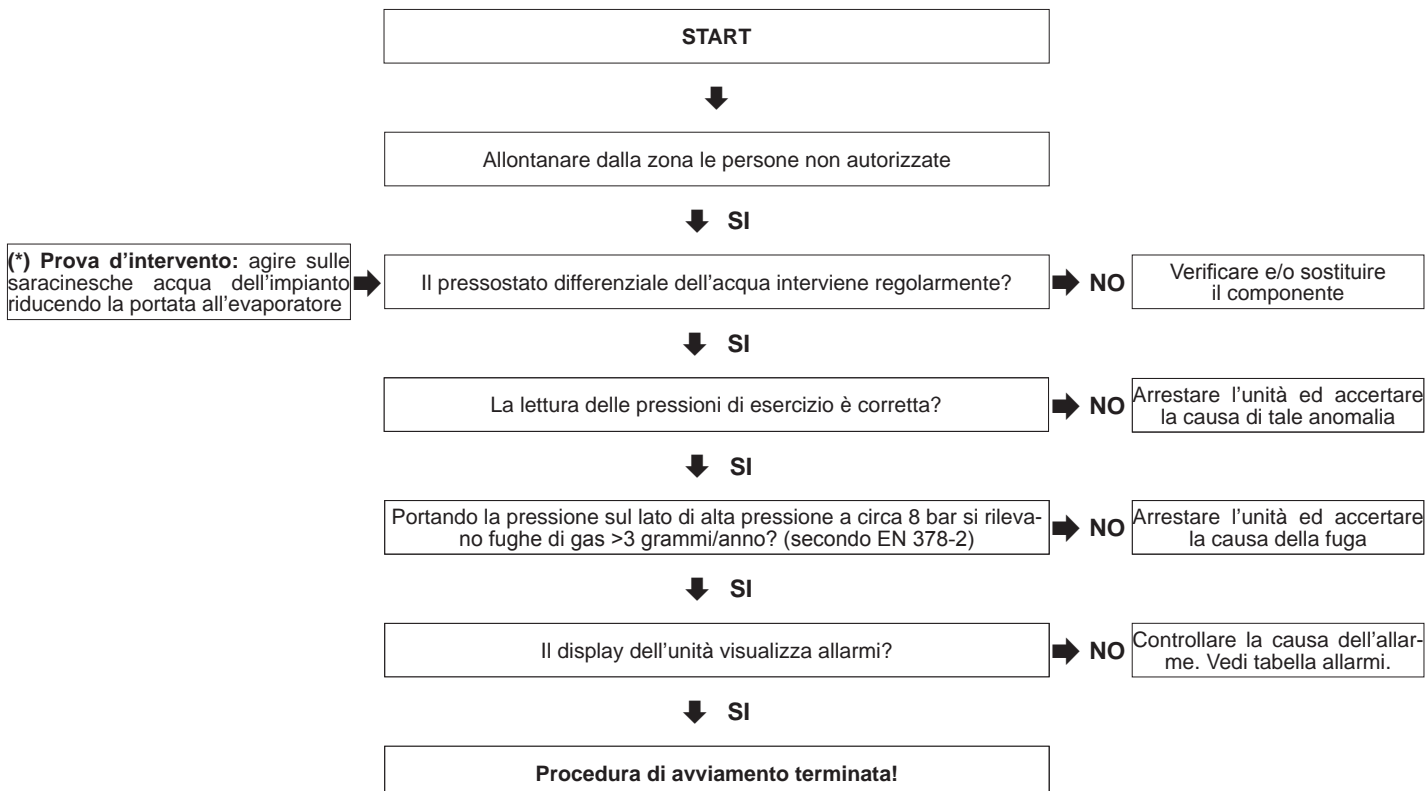 START
Allontanare dalla zona le persone non autorizzate
SI
(*) Prova d'intervento: agire sulle
saracinesche acqua dell'impianto
riducendo la portata all'evaporatore
Il pressostato differenziale dell'acqua interviene regolarmente?
NO
Verificare e/o sostituire
il componente
SI
La lettura delle pressioni di esercizio è corretta?
NO
Arrestare l'unità ed accertare
la causa di tale anomalia
SI
Portando la pressione sul lato di alta pressione a circa 8 bar si rileva-
no fughe di gas >3 grammi/anno? (secondo EN 378-2)
NO
Arrestare l'unità ed accertare
la causa della fuga
SI
Il display dell'unità visualizza allarmi?
NO
Controllare la causa dell'allar-
me. Vedi tabella allarmi.
SI
Procedura di avviamento terminata!